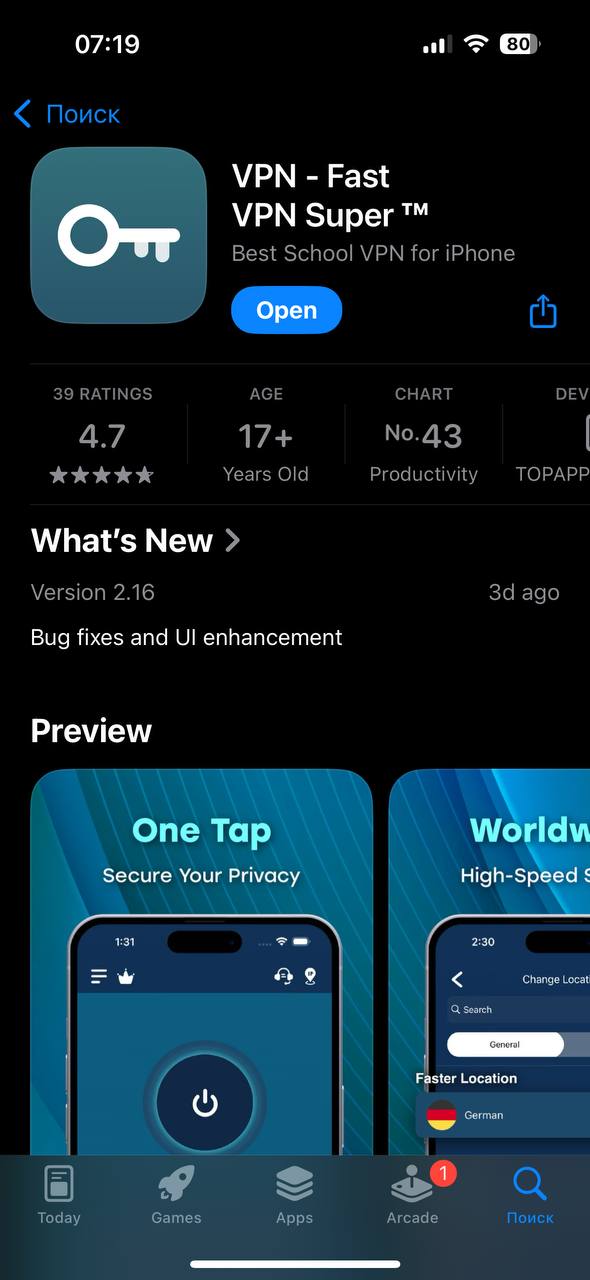 07:19
80
Поиск
VPN - Fast
VPN Super ™
Best School VPN for iPhone
Open
39 RATINGS
AGE
CHART
DEV
4.7
17+
No.43
Years Old
Productivity
TOPAPP
What’s New
Version 2.16
3d ago
Bug fixes and UI enhancement
Preview
One Tap
Secure Your Privacy
1:31
High-Speed
2:30
Change Locati
Search
General
Faster Location
German
1
Today
Games
Apps
Arcade
Поиск